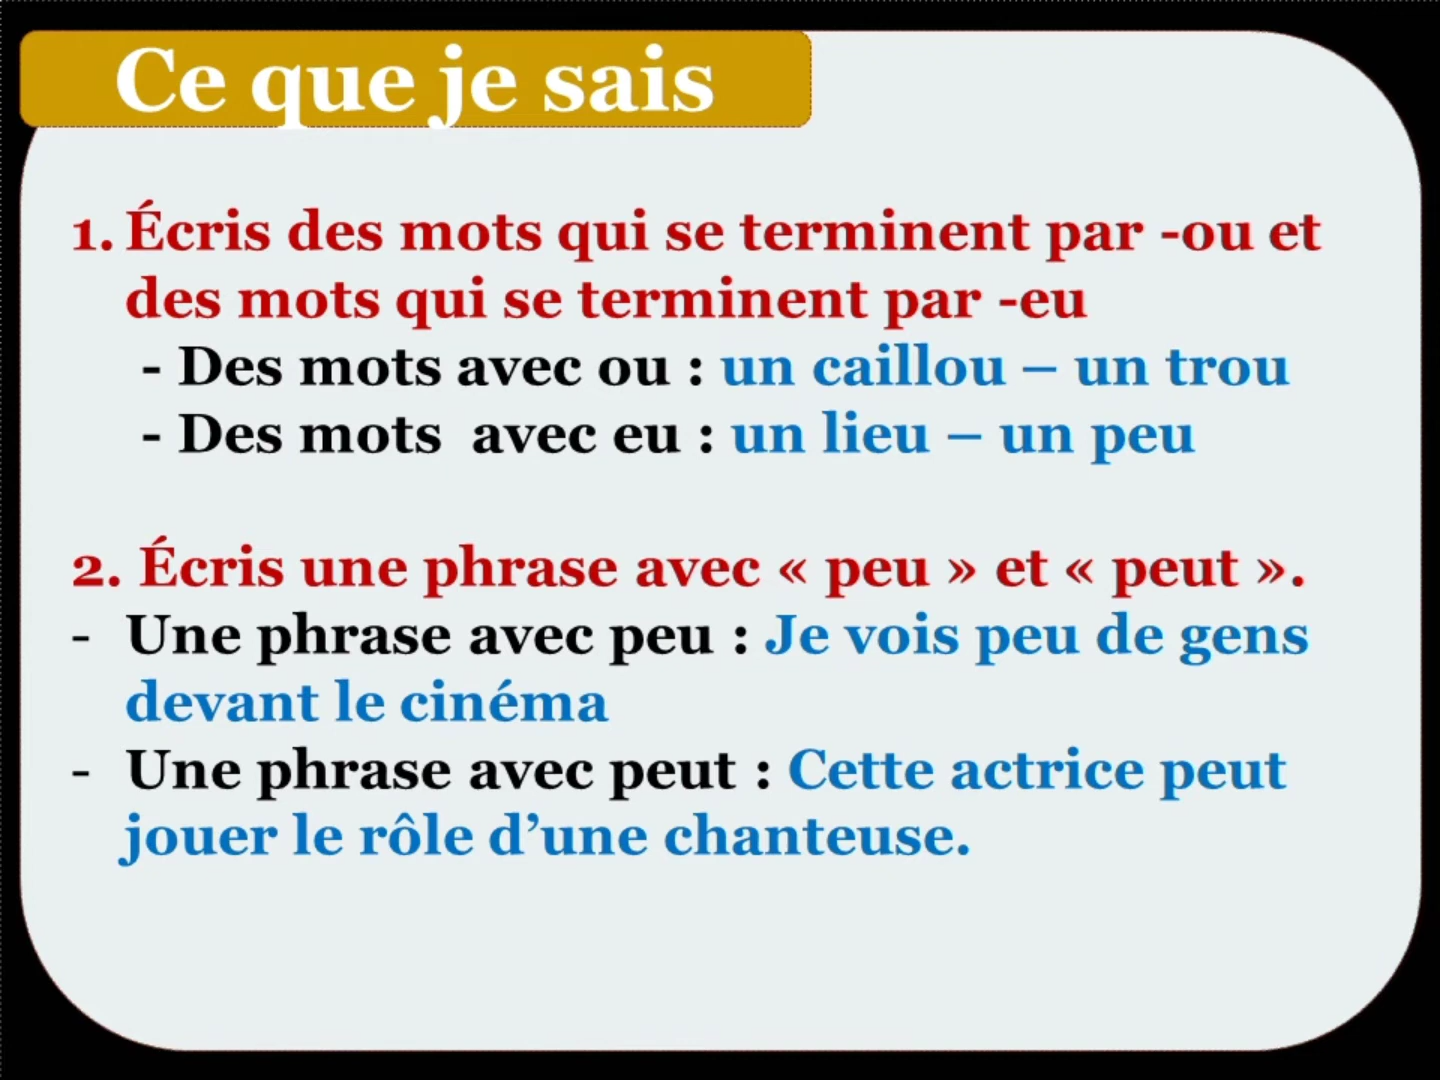 Ce que je sais
1. Écris des mots qui se terminent par -ou et
des mots qui se terminent par -eu
- Des mots avec ou : un caillou – un trou
- Des mots  avec eu : un lieu – un peu
2. Écris une phrase avec « peu » et « peut ».
- Une phrase avec peu : Je vois peu de gens
devant le cinéma
- Une phrase avec peut : Cette actrice peut
jouer le rôle d’une chanteuse.